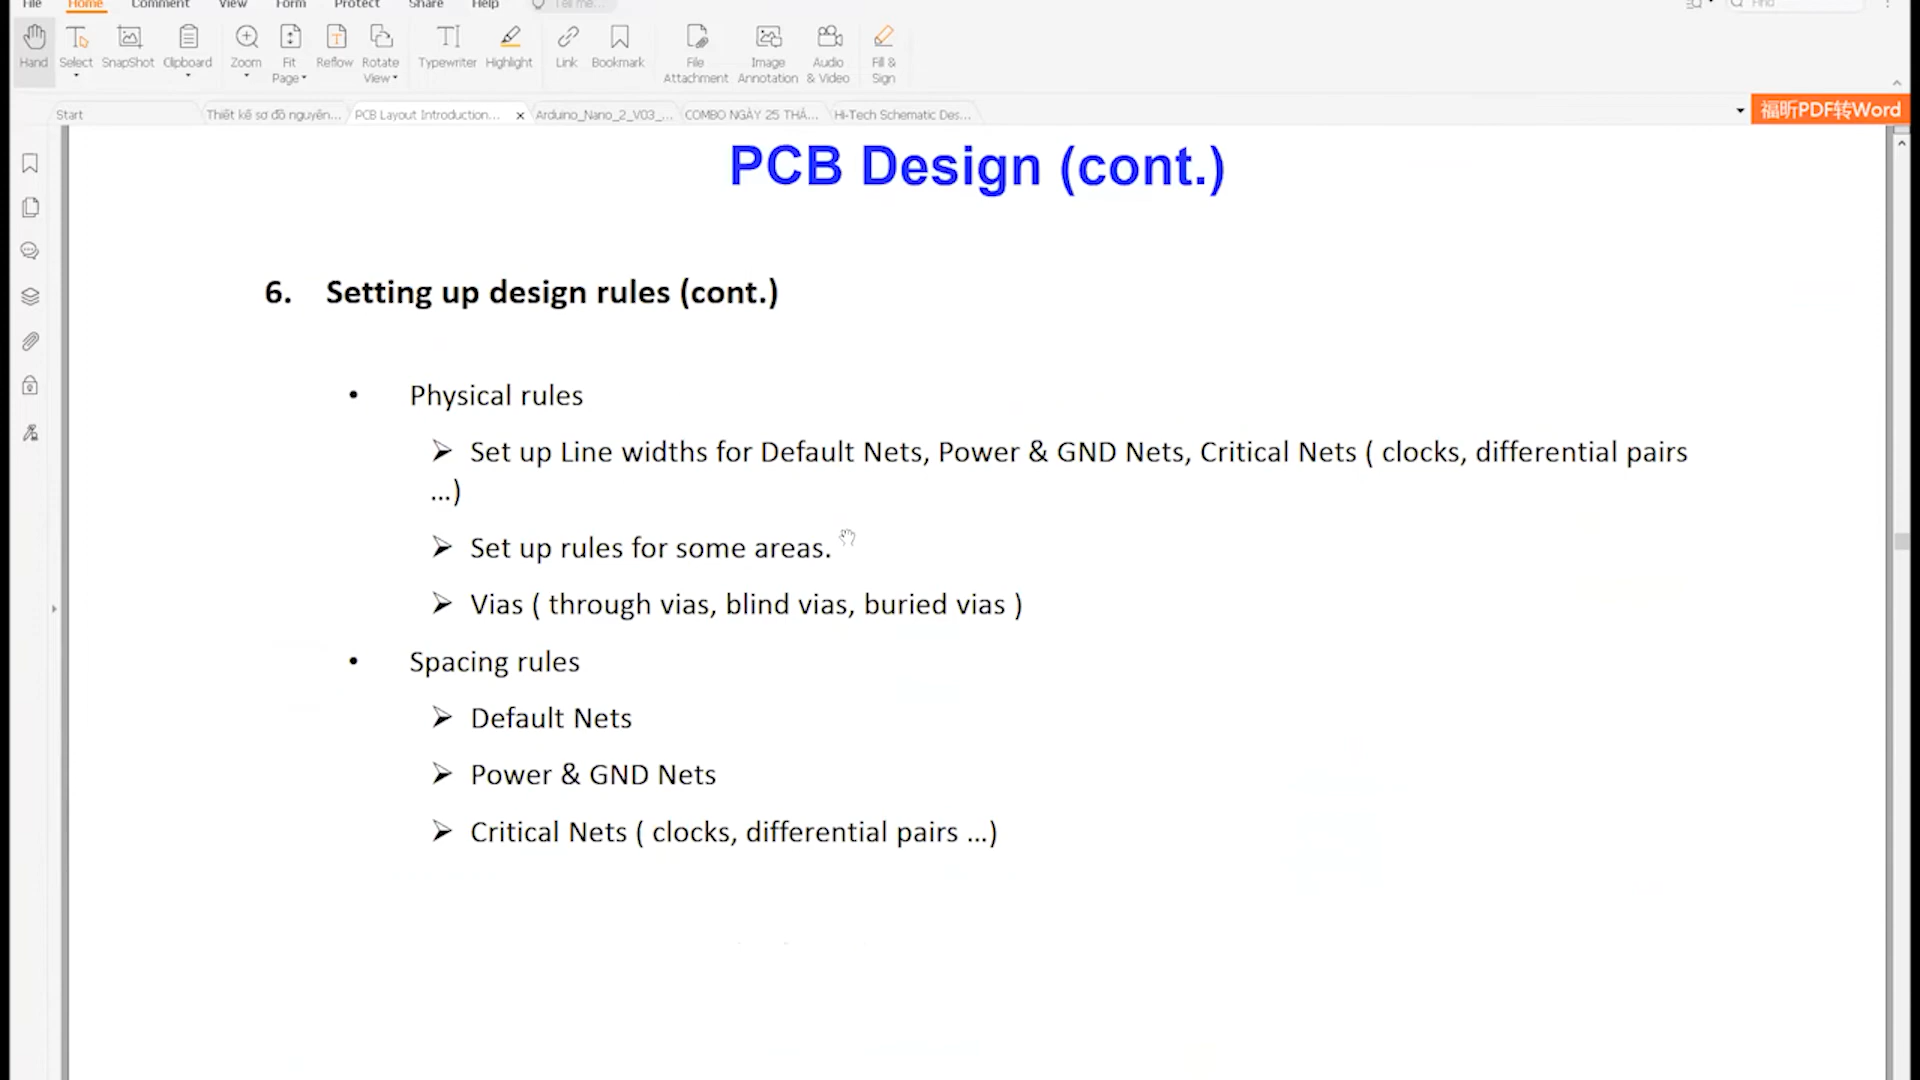 File Home Comment View Form Protect Share Help Tell me... Find
Hand Select SnapShot Clipboard Zoom Fit Page Reflow Rotate View Typewriter Highlight Link Bookmark File Attachment Image Annotation Audio & Video Fill & Sign
Start Thiết kế sơ đồ nguyên... PCB Layout Introduction... Arduino_Nano_2_V03_... COMBO NGÀY 25 THÁ... Hi-Tech Schematic Des... 福昕PDF转Word
PCB Design (cont.)
6. Setting up design rules (cont.)
• Physical rules
➢ Set up Line widths for Default Nets, Power & GND Nets, Critical Nets ( clocks, differential pairs
...)
➢ Set up rules for some areas.
➢ Vias ( through vias, blind vias, buried vias )
• Spacing rules
➢ Default Nets
➢ Power & GND Nets
➢ Critical Nets ( clocks, differential pairs ...)